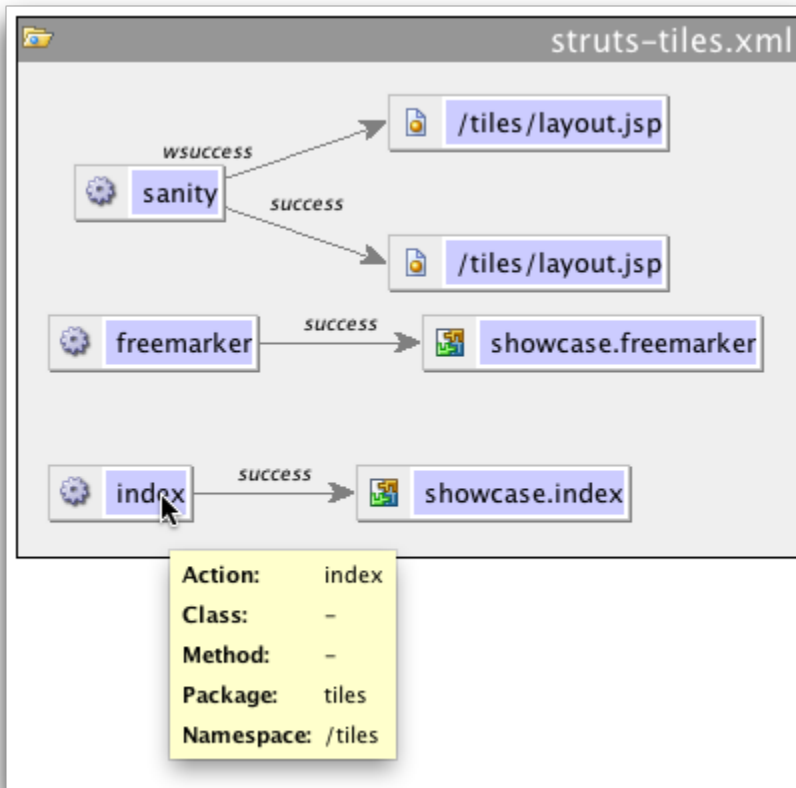 struts-tiles.xml
/tiles/layout.jsp
wsuccess
sanity
success
/tiles/layout.jsp
success
freemarker
showcase.freemarker
success
index
showcase.index
Action: index
Class: -
Method: -
Package: tiles
Namespace: /tiles